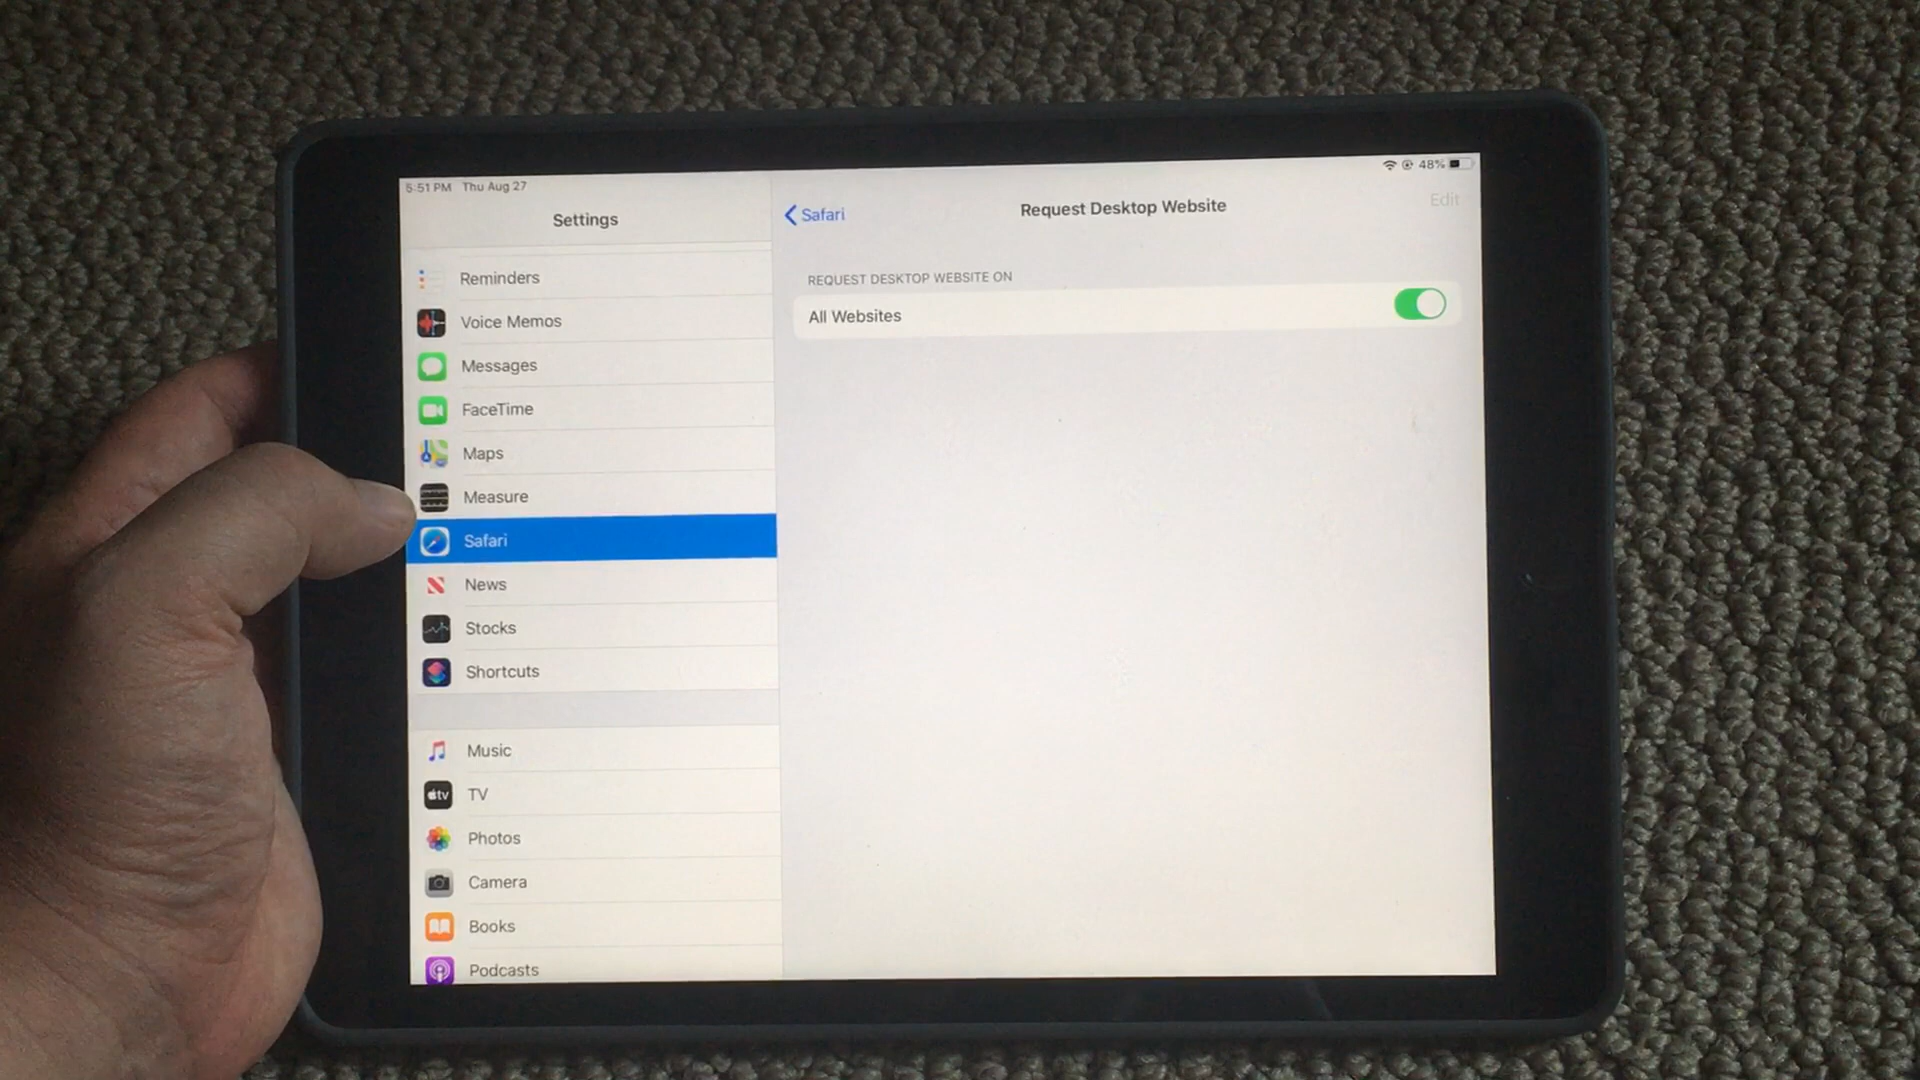 5:51 PM Thu Aug 27
48%
Settings
Reminders
Voice Memos
Messages
FaceTime
Maps
Measure
Safari
News
Stocks
Shortcuts
Music
tv TV
Photos
Camera
Books
Podcasts
Safari
Request Desktop Website
Edit
REQUEST DESKTOP WEBSITE ON
All Websites